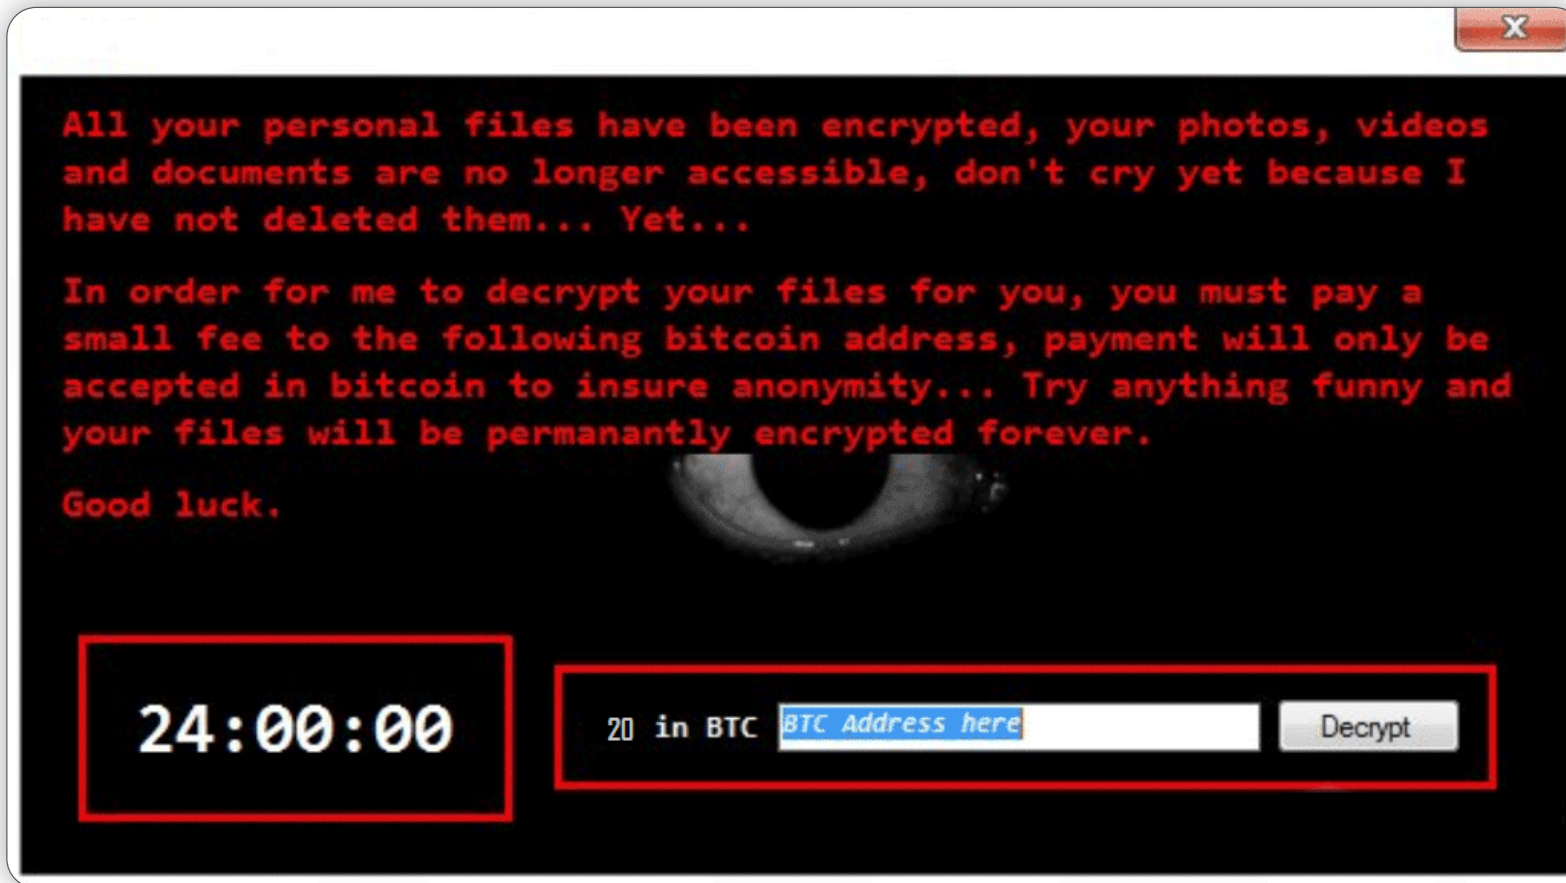 X
All your personal files have been encrypted, your photos, videos
and documents are no longer accessible, don't cry yet because I
have not deleted them... Yet...
In order for me to decrypt your files for you, you must pay a
small fee to the following bitcoin address, payment will only be
accepted in bitcoin to insure anonymity... Try anything funny and
your files will be permanantly encrypted forever.
Good luck.
24:00:00
20 in BTC BTC Address here Decrypt